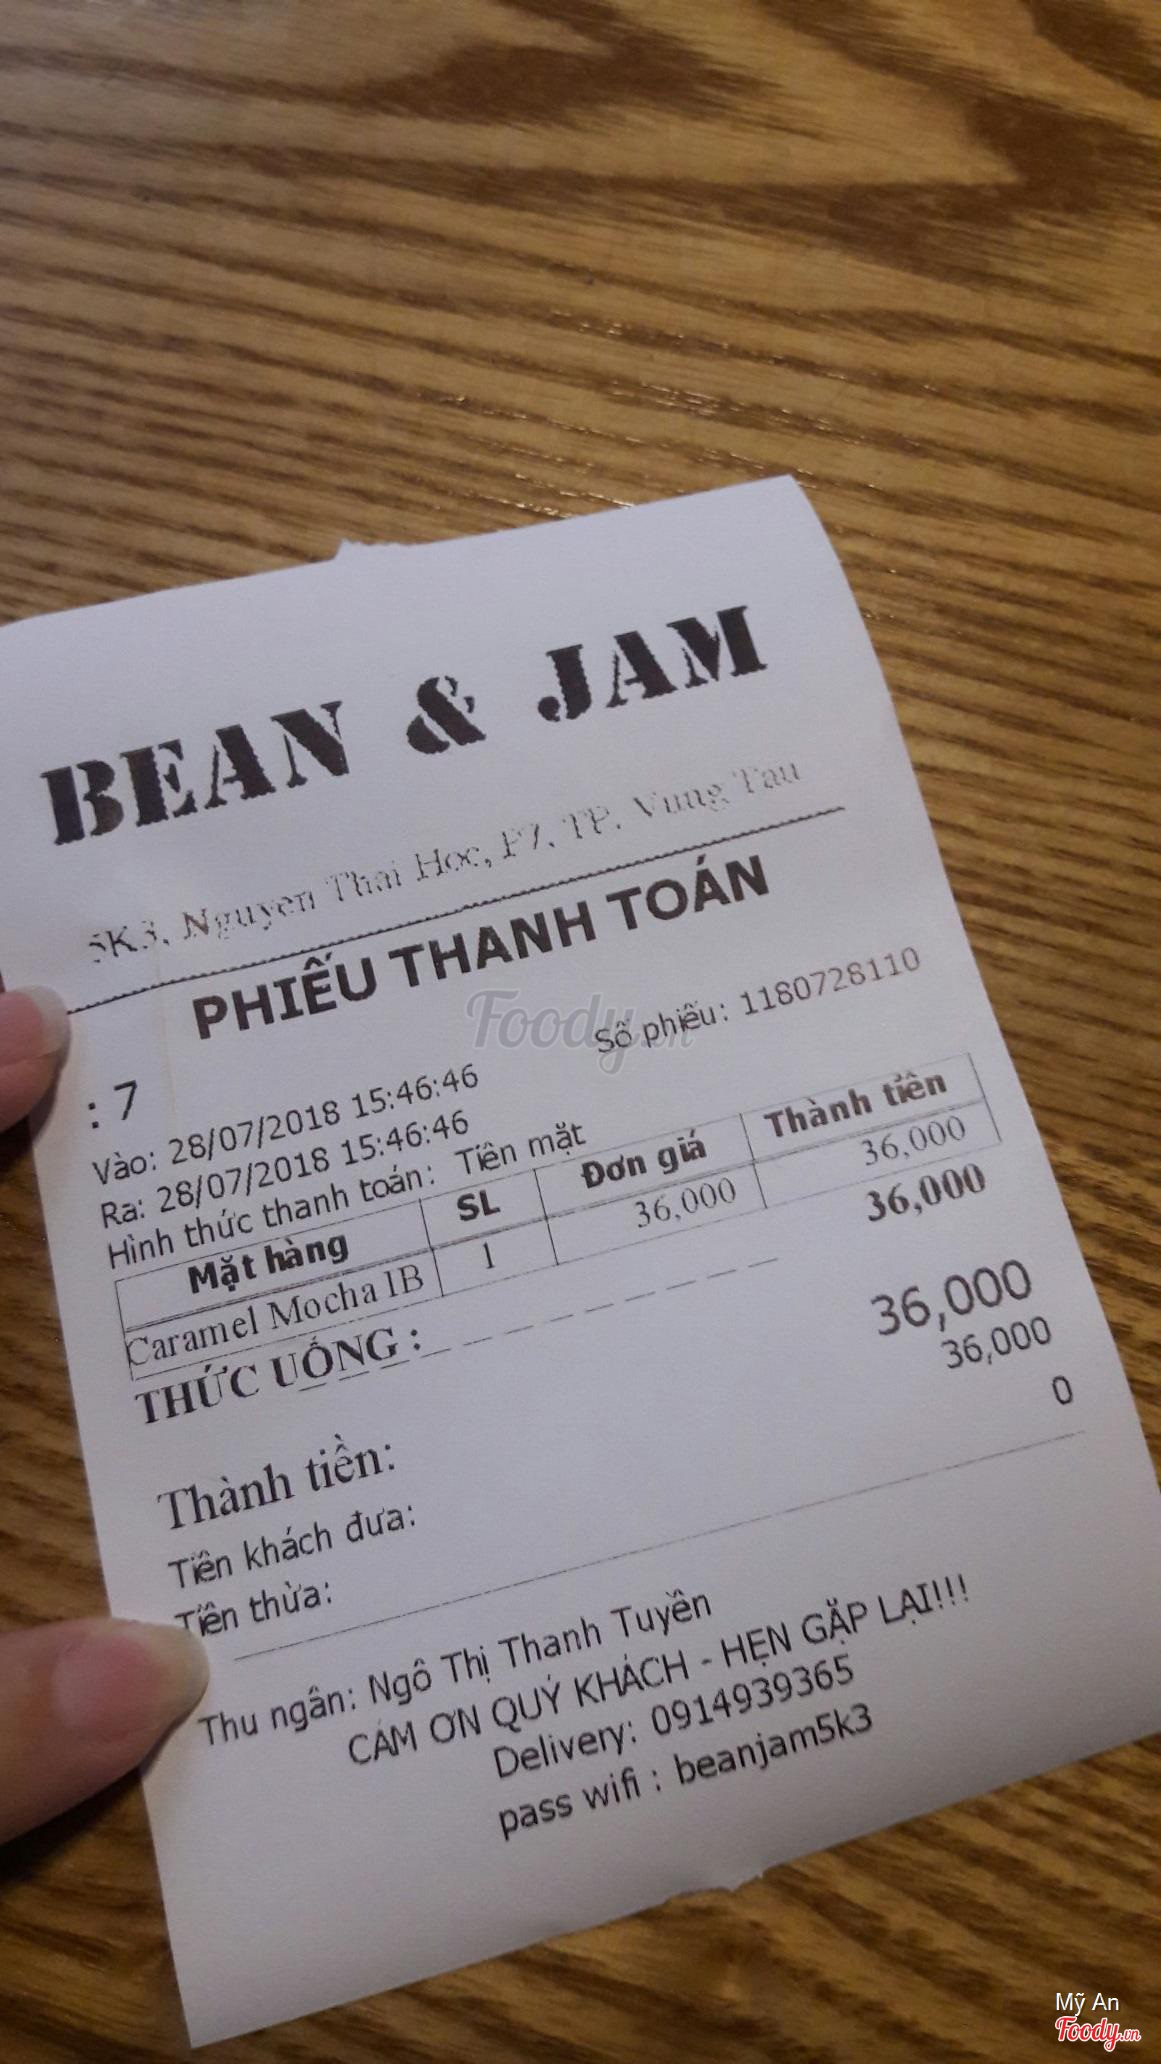 BEAN & JAM
5K3, Nguyen Thai Hoc, F7, TP. Vung Tau
PHIẾU THANH TOÁN
Foody.vn
: 7
Số phiếu: 1180728110
Vào: 28/07/2018 15:46:46
Ra: 28/07/2018 15:46:46
Hình thức thanh toán: Tiền mặt
Mặt hàng SL Đơn giá Thành tiền
Caramel Mocha IB 1 36,000 36,000
THỨC UỐNG : 36,000
Thành tiền: 36,000
Tiền khách đưa: 36,000
Tiền thừa: 0
Thu ngân: Ngô Thị Thanh Tuyền
CÁM ƠN QUÝ KHÁCH - HẸN GẶP LẠI!!!
Delivery: 0914939365
pass wifi : beanjam5k3
Mỹ An
Foody.vn